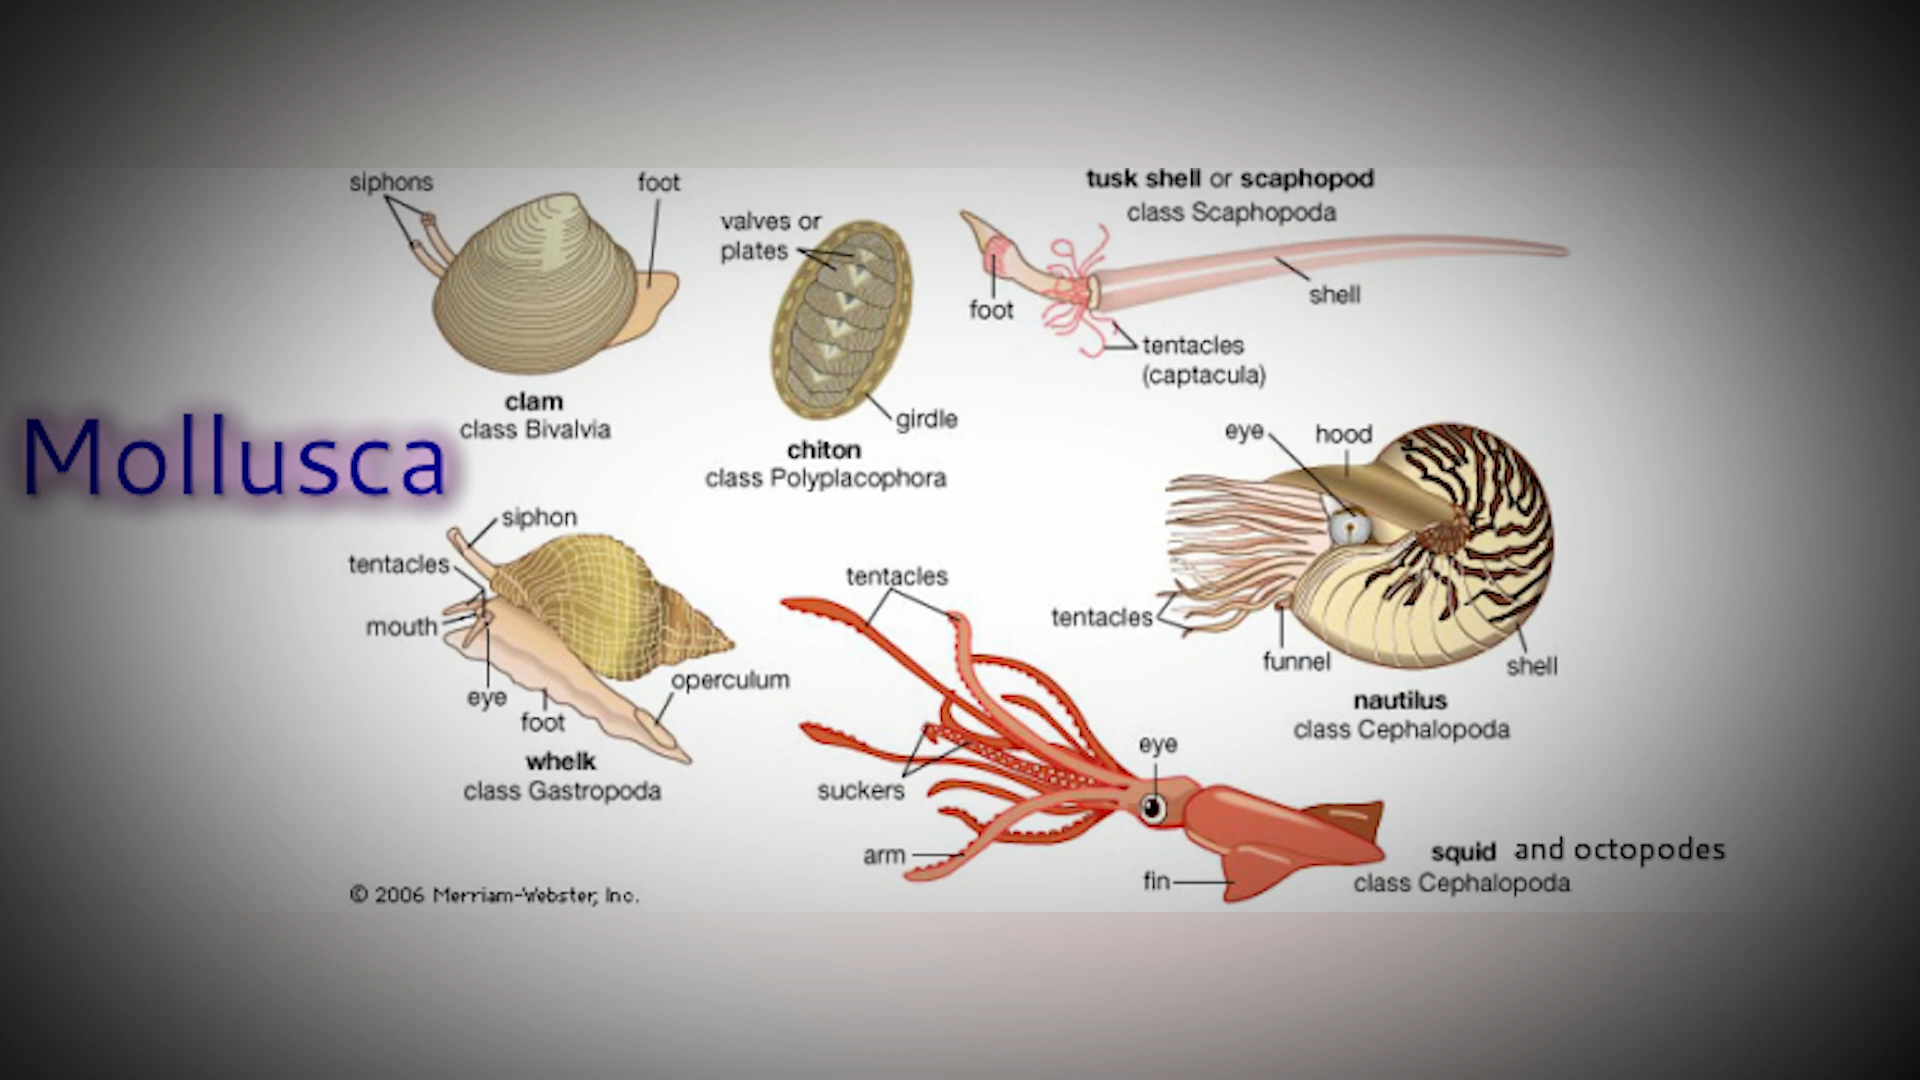 Mollusca
siphons
foot
clam
class Bivalvia
valves or
plates
girdle
chiton
class Polyplacophora
tusk shell or scaphopod
class Scaphopoda
foot
shell
tentacles
(captacula)
siphon
tentacles
mouth
eye
foot
operculum
whelk
class Gastropoda
tentacles
suckers
arm
eye
fin
squid and octopodes
class Cephalopoda
eye
hood
tentacles
funnel
shell
nautilus
class Cephalopoda
© 2006 Merriam-Webster, Inc.